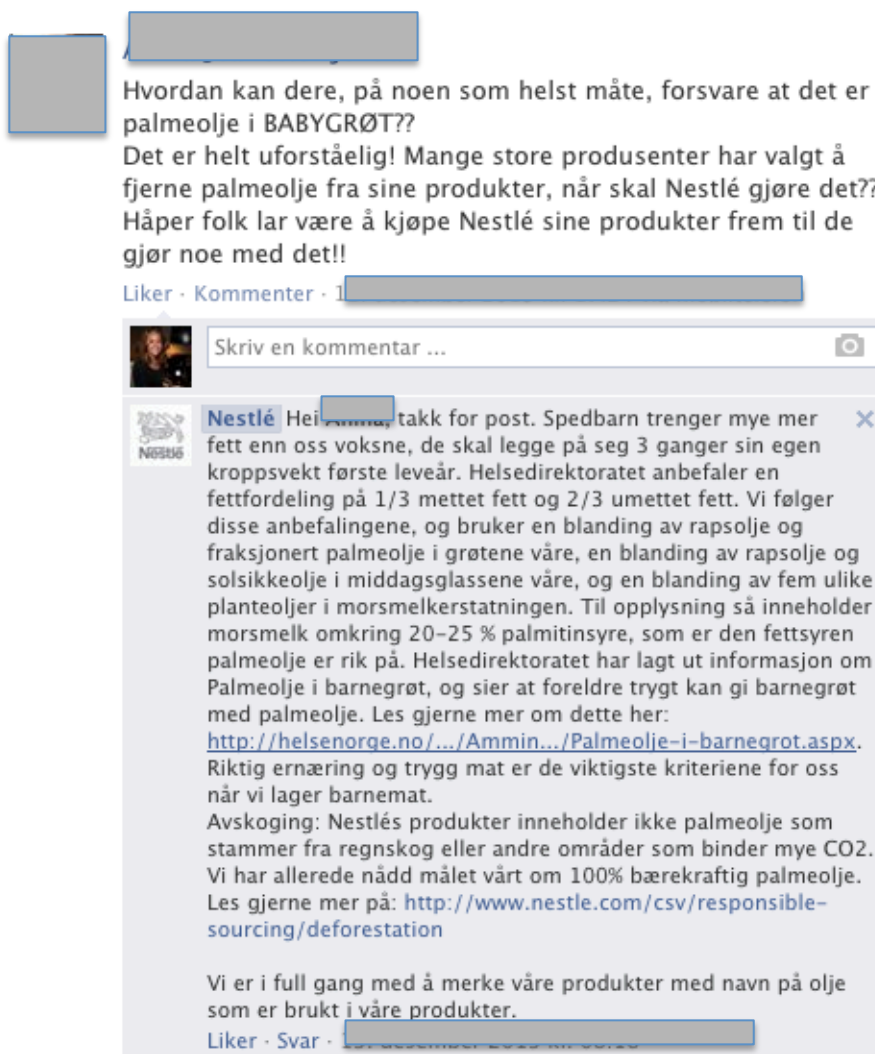 Hvordan kan dere, på noen som helst måte, forsvare at det er
palmeolje i BABYGRØT??
Det er helt uforståelig! Mange store produsenter har valgt å
fjerne palmeolje fra sine produkter, når skal Nestlé gjøre det??
Håper folk lar være å kjøpe Nestlé sine produkter frem til de
gjør noe med det!!
Liker · Kommenter · 1
Skriv en kommentar ...
Nestlé
Nestlé Hei takk for post. Spedbarn trenger mye mer
fett enn oss voksne, de skal legge på seg 3 ganger sin egen
kroppsvekt første leveår. Helsedirektoratet anbefaler en
fettfordeling på 1/3 mettet fett og 2/3 umettet fett. Vi følger
disse anbefalingene, og bruker en blanding av rapsolje og
fraksjonert palmeolje i grøtene våre, en blanding av rapsolje og
solsikkeolje i middagsglassene våre, og en blanding av fem ulike
planteoljer i morsmelkerstatningen. Til opplysning så inneholder
morsmelk omkring 20-25 % palmitinsyre, som er den fettsyren
palmeolje er rik på. Helsedirektoratet har lagt ut informasjon om
Palmeolje i barnegrøt, og sier at foreldre trygt kan gi barnegrøt
med palmeolje. Les gjerne mer om dette her:
http://helsenorge.no/.../Ammin.../Palmeolje-i-barnegrot.aspx.
Riktig ernæring og trygg mat er de viktigste kriteriene for oss
når vi lager barnemat.
Avskoging: Nestlés produkter inneholder ikke palmeolje som
stammer fra regnskog eller andre områder som binder mye CO2.
Vi har allerede nådd målet vårt om 100% bærekraftig palmeolje.
Les gjerne mer på: http://www.nestle.com/csv/responsible-
sourcing/deforestation
Vi er i full gang med å merke våre produkter med navn på olje
som er brukt i våre produkter.
Liker · Svar ·